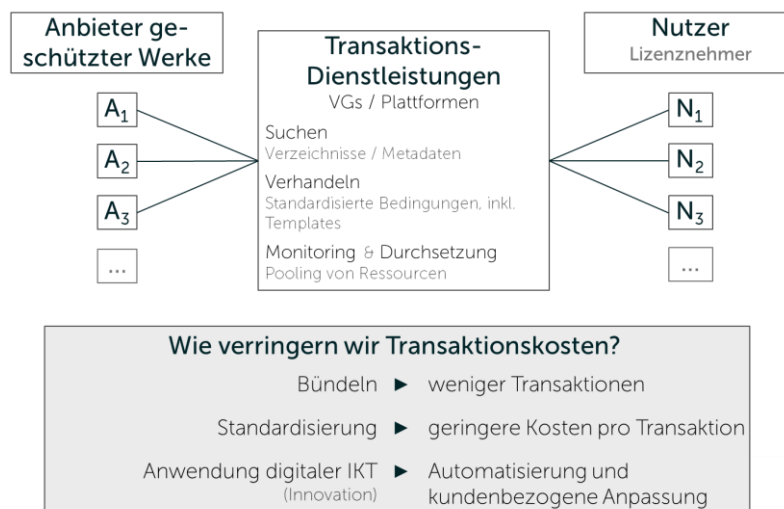 Anbieter ge-
schützter Werke
A1
A2
A3
...
Transaktions-
Dienstleistungen
VGs / Plattformen
Suchen
Verzeichnisse / Metadaten
Verhandeln
Standardisierte Bedingungen, inkl.
Templates
Monitoring & Durchsetzung
Pooling von Ressourcen
Nutzer
Lizenznehmer
N1
N2
N3
...
Wie verringern wir Transaktionskosten?
Bündeln ► weniger Transaktionen
Standardisierung ► geringere Kosten pro Transaktion
Anwendung digitaler IKT ► Automatisierung und
(Innovation) kundenbezogene Anpassung